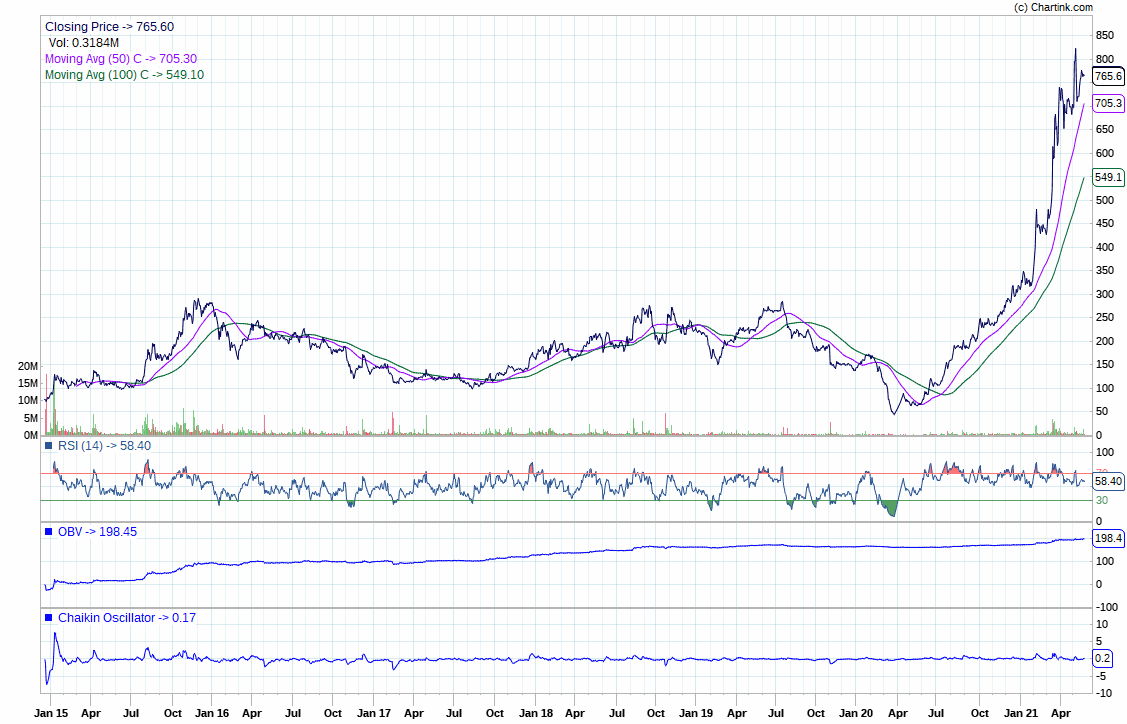 (c) Chartink.com
Closing Price -> 765.60
Vol: 0.3184M
Moving Avg (50) C -> 705.30
Moving Avg (100) C -> 549.10
850
800
765.6
705.3
650
600
549.1
500
450
400
350
300
250
200
150
100
50
0
20M
15M
10M
5M
0M
RSI (14) -> 58.40
100
70
58.40
30
0
OBV -> 198.45
198.4
100
0
-100
Chaikin Oscillator -> 0.17
10
5
0.2
-5
-10
Jan 15 Apr Jul Oct Jan 16 Apr Jul Oct Jan 17 Apr Jul Oct Jan 18 Apr Jul Oct Jan 19 Apr Jul Oct Jan 20 Apr Jul Oct Jan 21 Apr